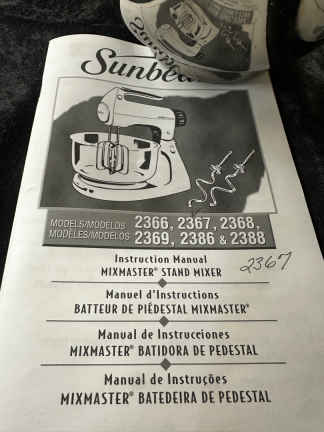 Sunbea
MODELS/MODELOS 2366, 2367, 2368,
MODÈLES/MODELOS 2369, 2386 & 2388
Instruction Manual
MIXMASTER® STAND MIXER
2367
Manuel d'Instructions
BATTEUR DE PIÉDESTAL MIXMASTER®
Manual de Instrucciones
MIXMASTER® BATIDORA DE PEDESTAL
Manual de Instruções
MIXMASTER® BATEDEIRA DE PEDESTAL